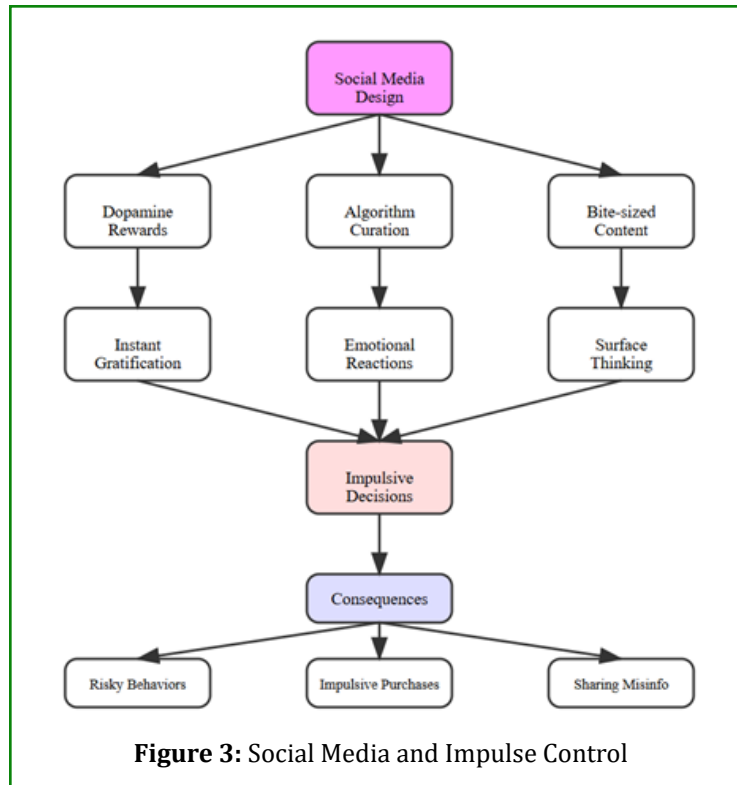 Social Media
Design
Dopamine
Rewards
Algorithm
Curation
Bite-sized
Content
Instant
Gratification
Emotional
Reactions
Surface
Thinking
Impulsive
Decisions
Consequences
Risky Behaviors
Impulsive Purchases
Sharing Misinfo
Figure 3: Social Media and Impulse Control